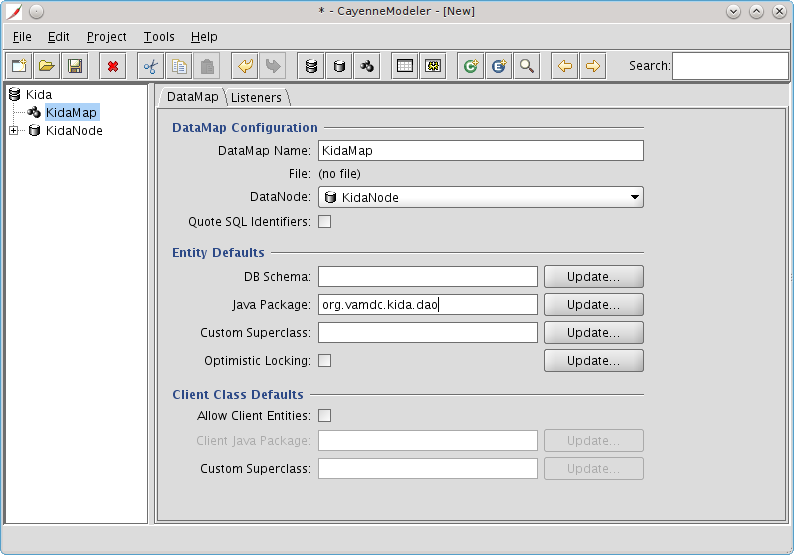 * - CayenneModeler - [New]
File Edit Project Tools Help
Search:
Kida
KidaMap
KidaNode
DataMap Listeners
DataMap Configuration
DataMap Name: KidaMap
File: (no file)
DataNode: KidaNode
Quote SQL Identifiers:
Entity Defaults
DB Schema: Update...
Java Package: org.vamdc.kida.dao Update...
Custom Superclass: Update...
Optimistic Locking: Update...
Client Class Defaults
Allow Client Entities:
Client Java Package: Update...
Custom Superclass: Update...